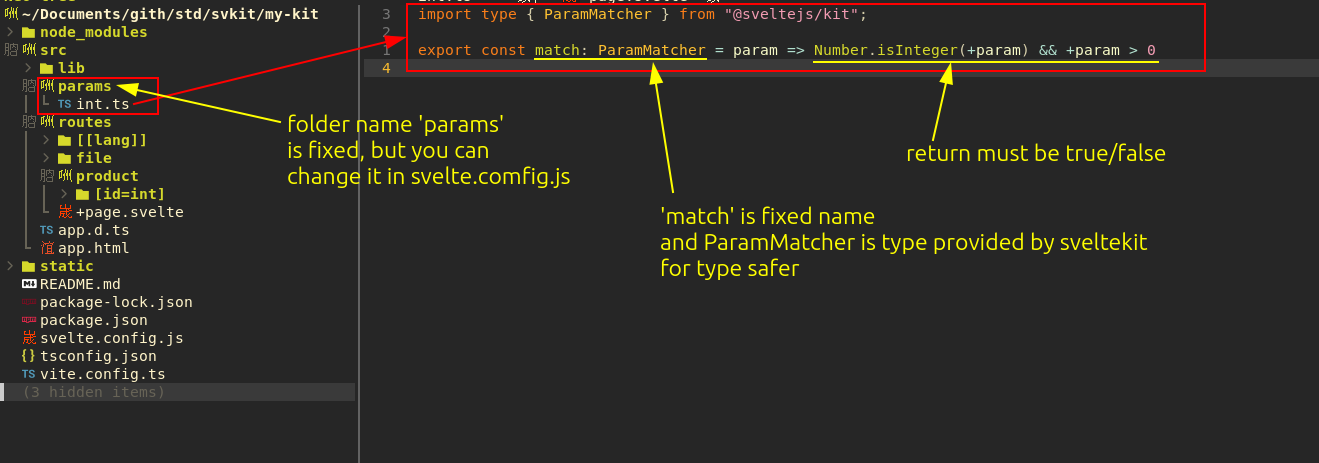 ~/Documents/gith/std/svkit/my-kit
node_modules
src
lib
params
TS int.ts
routes
[[lang]]
file
product
[id=int]
+page.svelte
TS app.d.ts
app.html
static
README.md
package-lock.json
package.json
svelte.config.js
{} tsconfig.json
TS vite.config.ts
(3 hidden items)
3 import type { ParamMatcher } from "@sveltejs/kit";
2
1 export const match: ParamMatcher = param => Number.isInteger(+param) && +param > 0
4
folder name 'params'
is fixed, but you can
change it in svelte.comfig.js
return must be true/false
'match' is fixed name
and ParamMatcher is type provided by sveltekit
for type safer